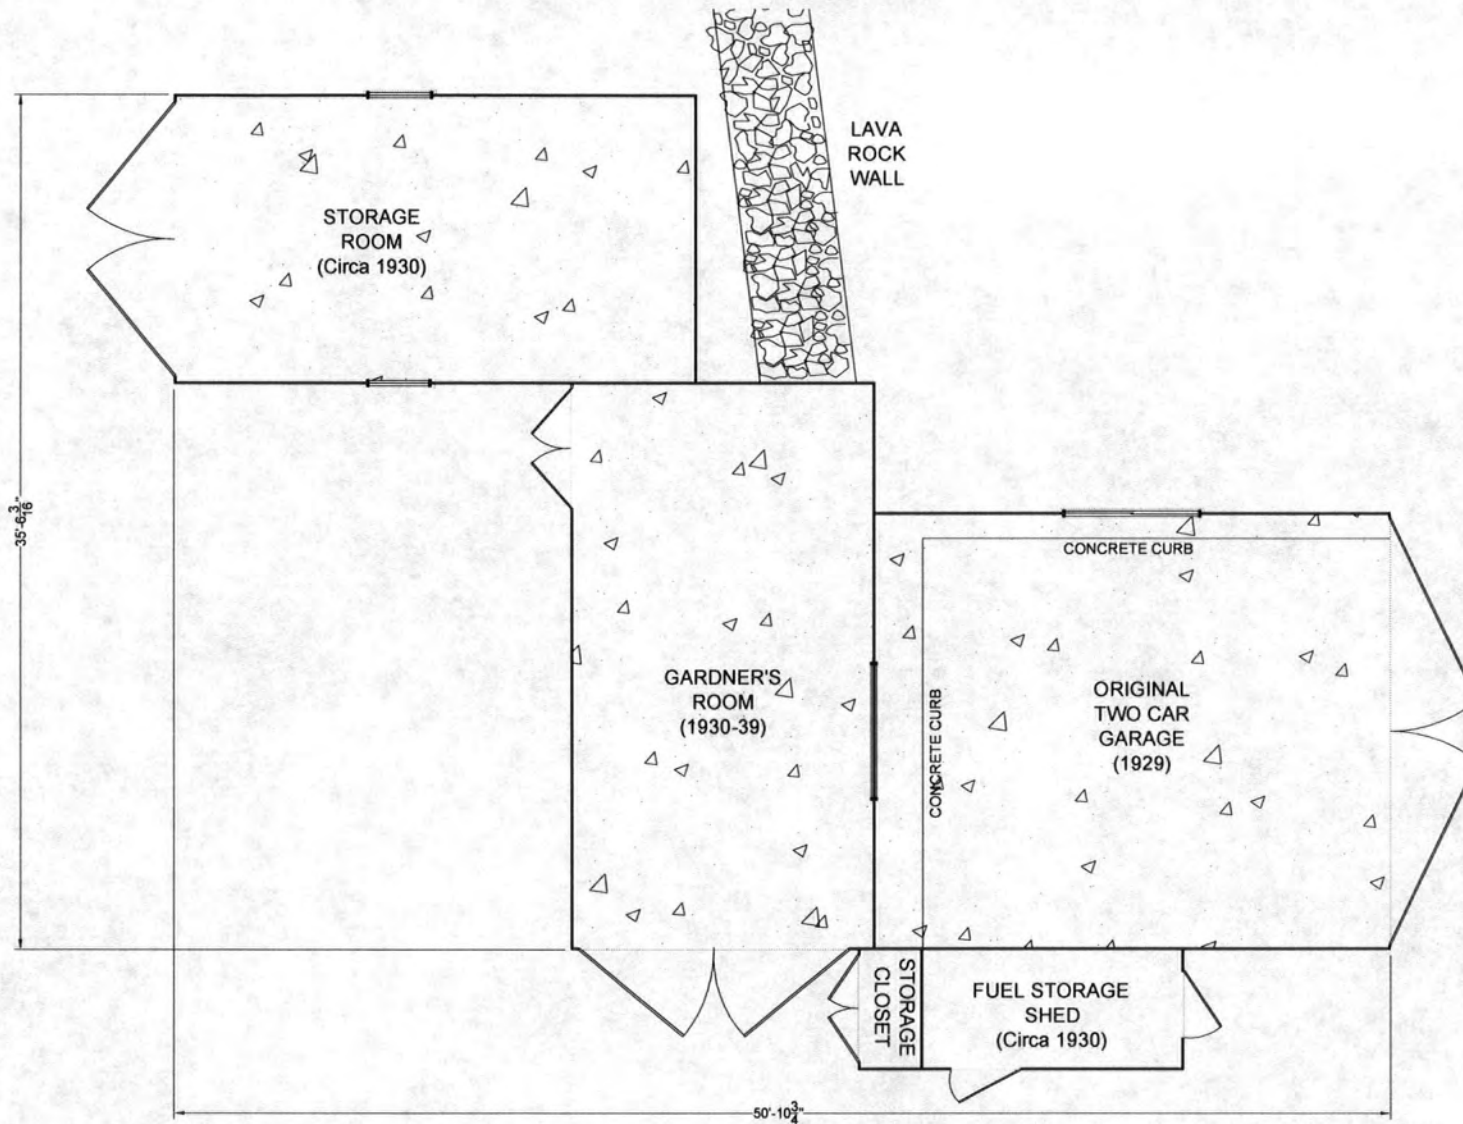 LAVA
ROCK
WALL
STORAGE
ROOM
(Circa 1930)
35'-6 3/16"
CONCRETE CURB
GARDNER'S
ROOM
(1930-39)
CONCRETE CURB
ORIGINAL
TWO CAR
GARAGE
(1929)
STORAGE
CLOSET
FUEL STORAGE
SHED
(Circa 1930)
50'-10 3/4"